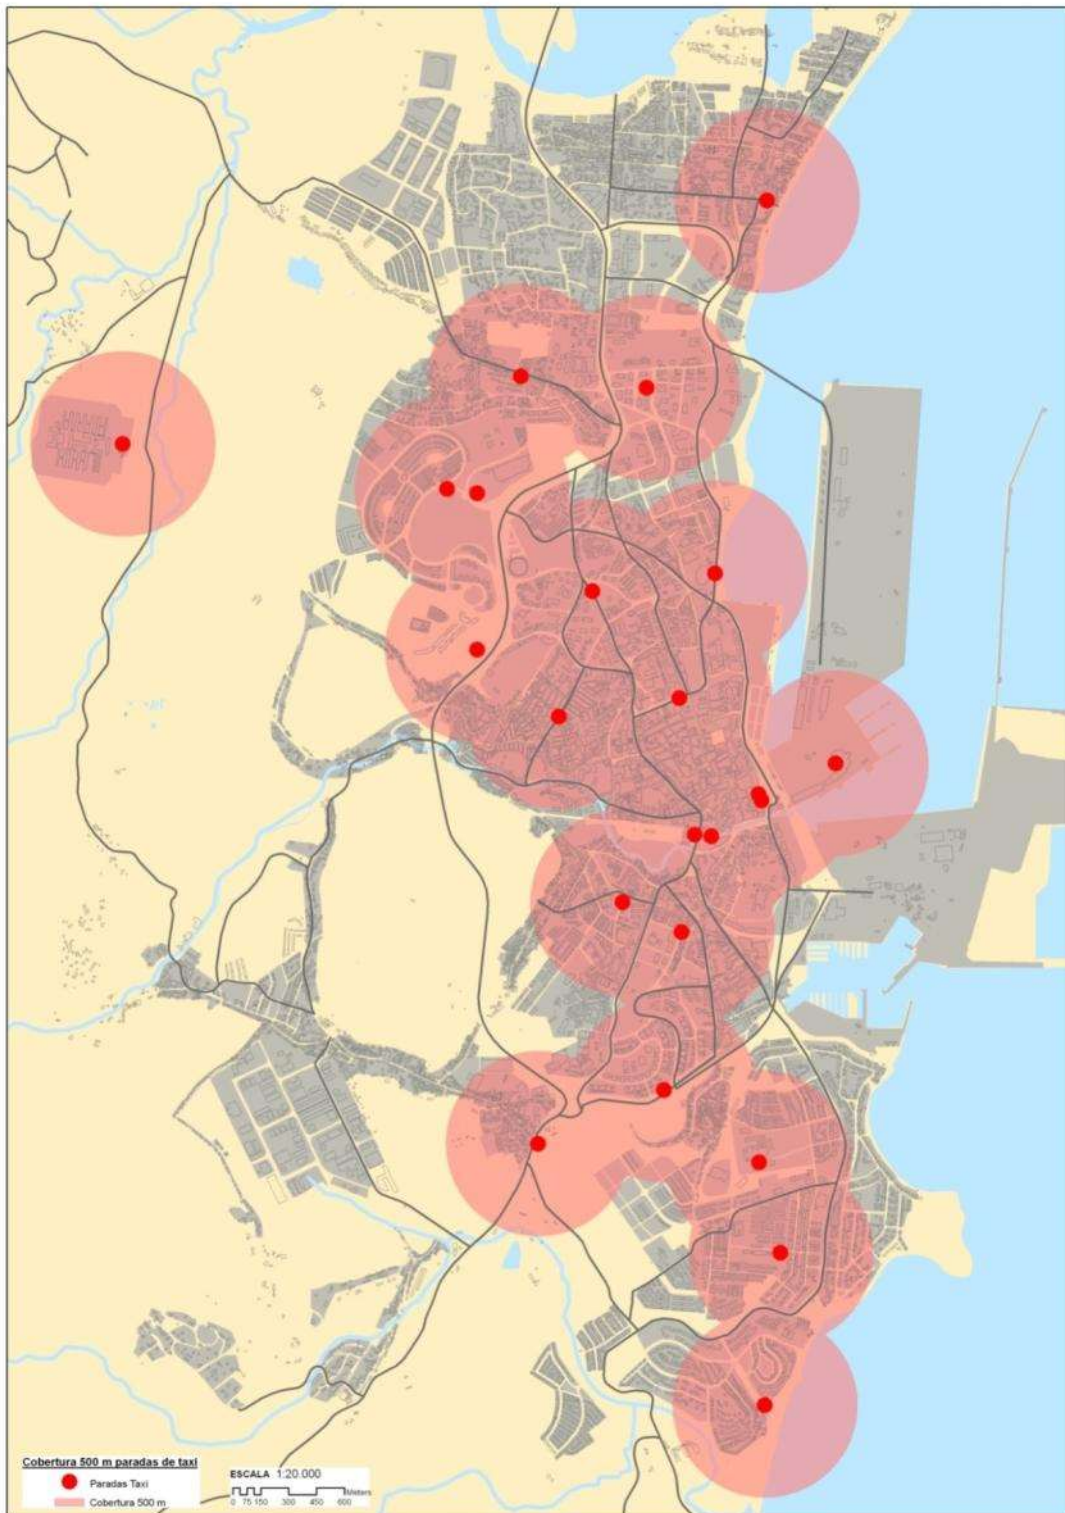 Cobertura 500 m paradas de taxi
Paradas Taxi
Cobertura 500 m
ESCALA 1:20.000
Meters
0 75 150 300 450 600